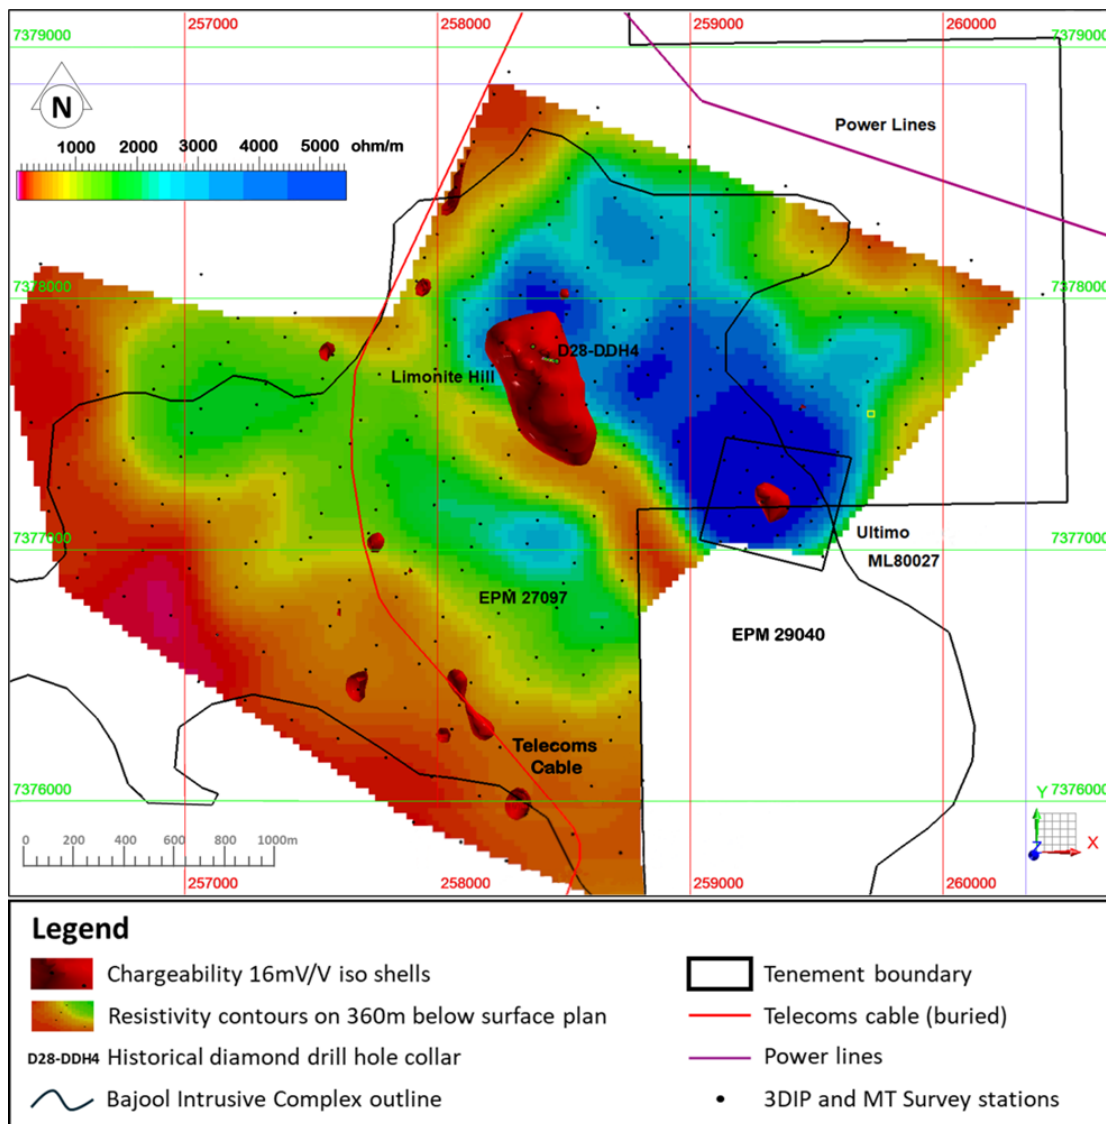 257000 258000 259000 260000
7379000 7379000
N
Power Lines
1000 2000 3000 4000 5000 ohm/m
7378000 7378000
D28-DDH4
Limonite Hill
Ultimo
7377000 7377000
ML80027
EPM 27097
EPM 29040
Telecoms
Cable
7376000 7376000
Y
0 200 400 600 800 1000m
Z X
257000 258000 259000 260000
Legend
Chargeability 16mV/V iso shells
Tenement boundary
Resistivity contours on 360m below surface plan
Telecoms cable (buried)
D28-DDH4 Historical diamond drill hole collar
Power lines
Bajool Intrusive Complex outline
3DIP and MT Survey stations